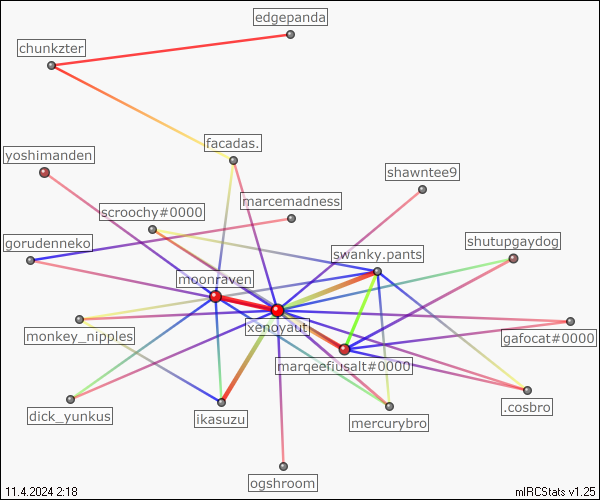 edgepanda
chunkzter
facadas.
yoshimanden
shawntee9
marcemadness
scroochy#0000
gorudenneko
shutupgaydog
swanky.pants
moonraven
xenoyaut
monkey_nipples
gafocat#0000
marqeefiusalt#0000
.cosbro
dick_yunkus
ikasuzu
mercurybro
ogshroom
11.4.2024 2:18
mIRCStats v1.25